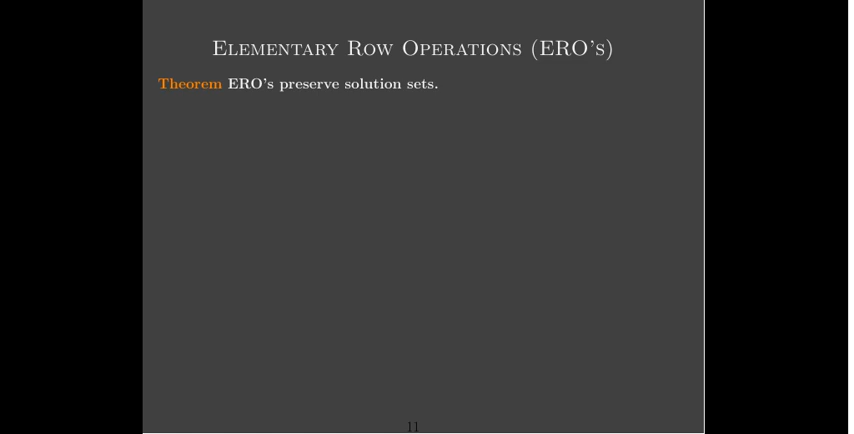 Elementary Row Operations (ERO's)
Theorem ERO's preserve solution sets.
11